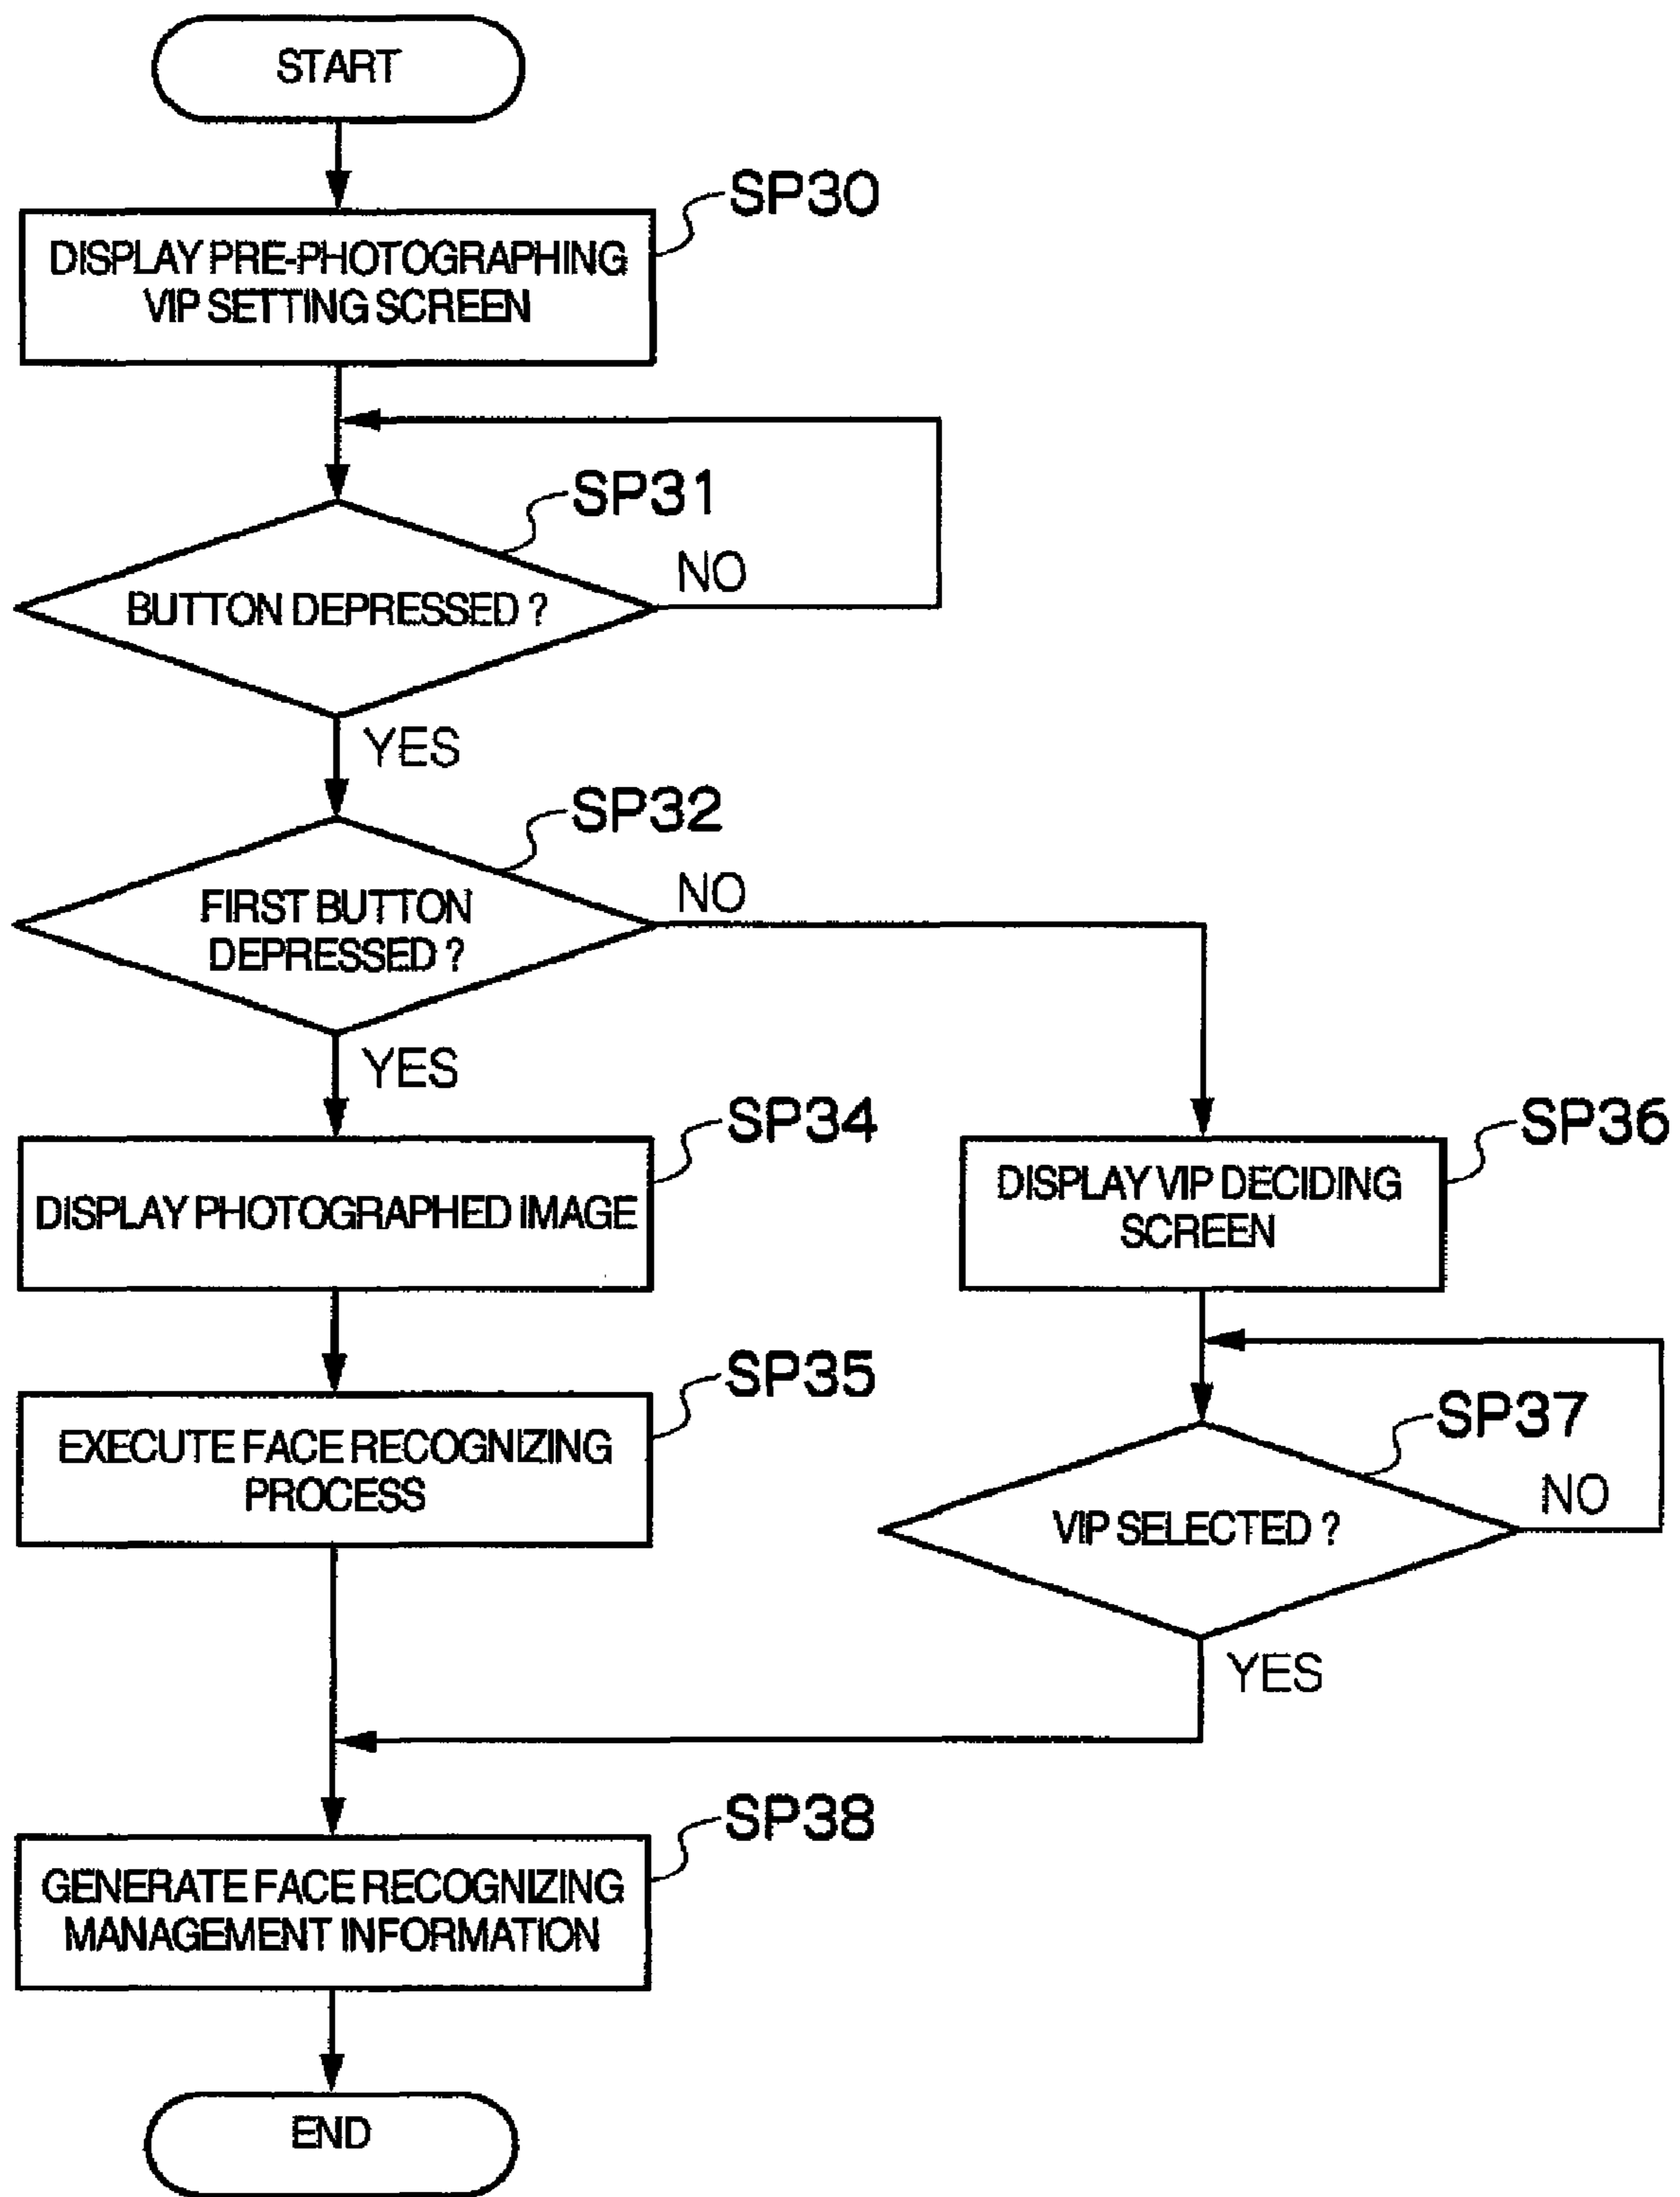 START
SP30
DISPLAY PRE-PHOTOGRAPHING
VIP SETTING SCREEN
SP31
NO
BUTTON DEPRESSED ?
YES
SP32
NO
FIRST BUTTON
DEPRESSED ?
YES
SP34
DISPLAY PHOTOGRAPHED IMAGE
SP36
DISPLAY VIP DECIDING
SCREEN
SP35
EXECUTE FACE RECOGNIZING
PROCESS
SP37
NO
VIP SELECTED ?
YES
SP38
GENERATE FACE RECOGNIZING
MANAGEMENT INFORMATION
END